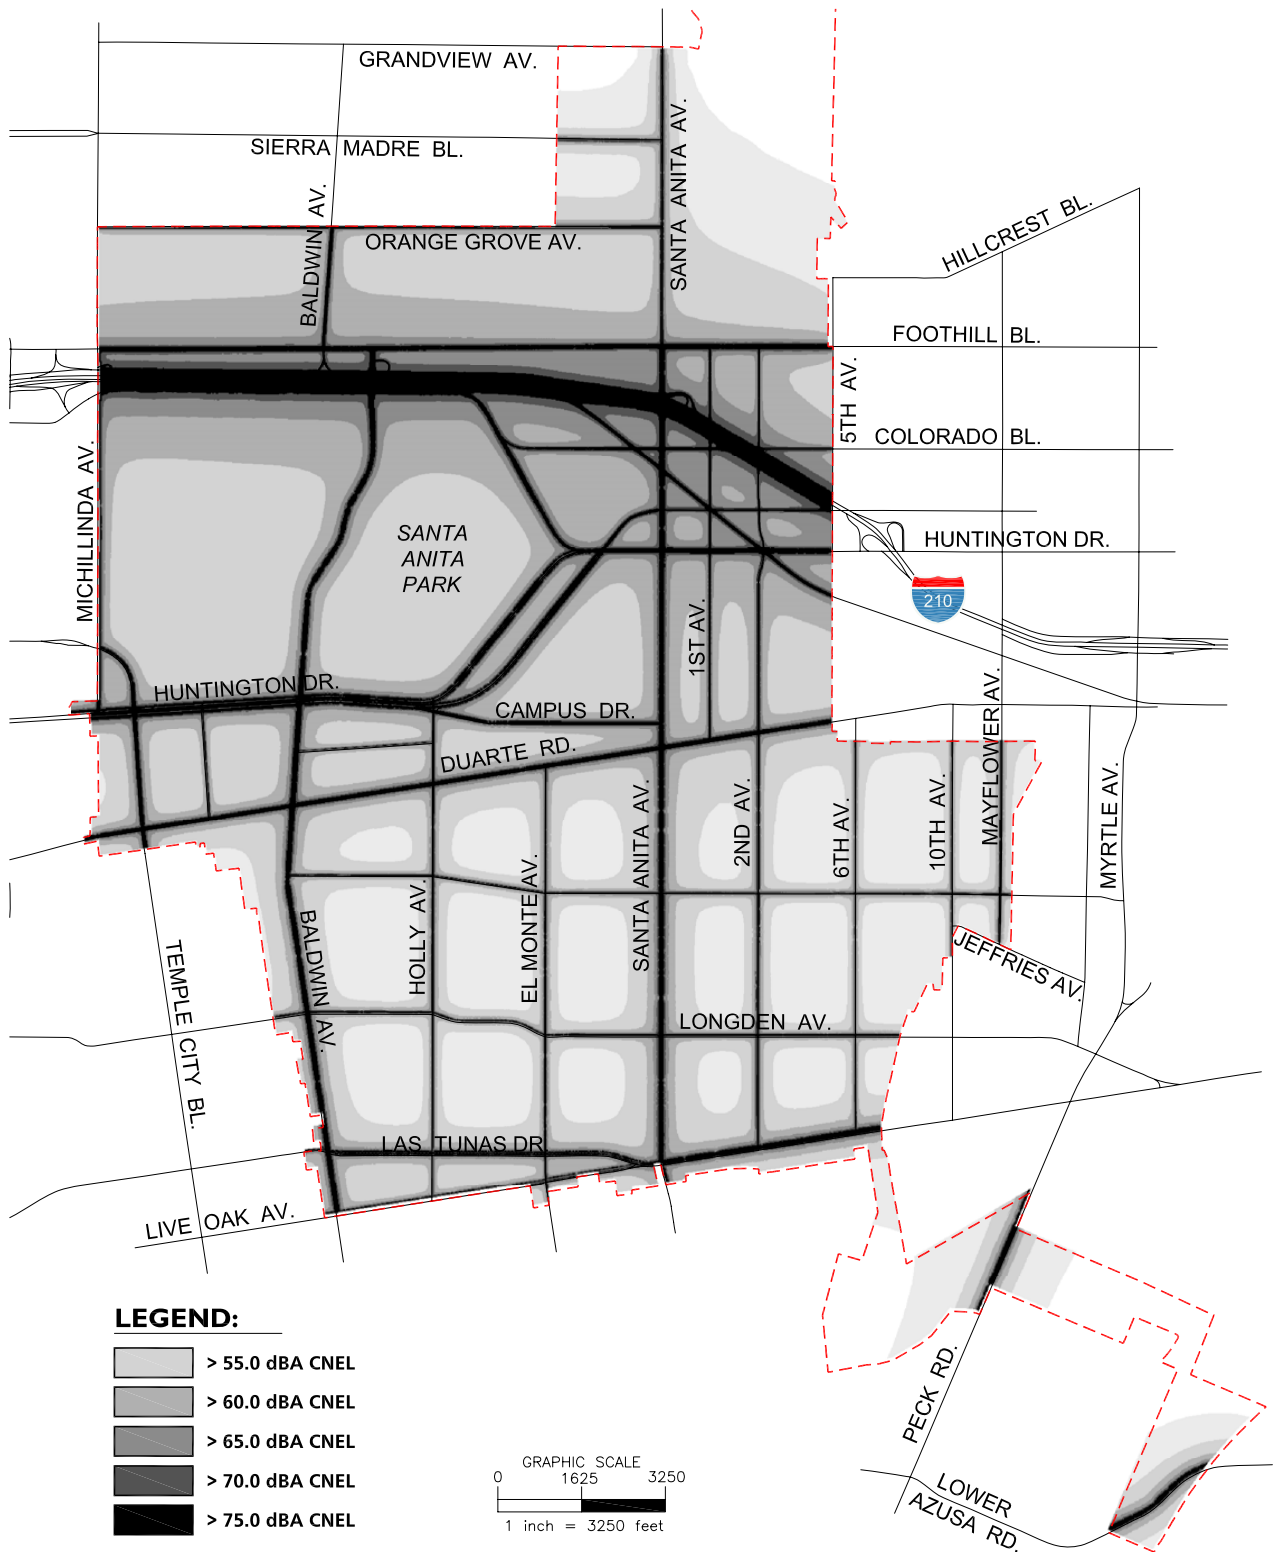 GRANDVIEW AV.
SIERRA MADRE BL.
SANTA ANITA AV.
BALDWIN AV.
ORANGE GROVE AV.
HILLCREST BL.
FOOTHILL BL.
5TH AV.
COLORADO BL.
MICHILLINDA AV.
SANTA
ANITA
PARK
HUNTINGTON DR.
210
1ST AV.
HUNTINGTON DR.
CAMPUS DR.
DUARTE RD.
MAYFLOWER AV.
MYRTLE AV.
SANTA ANITA AV.
2ND AV.
6TH AV.
10TH AV.
HOLLY AV.
EL MONTE AV.
BALDWIN AV.
TEMPLE CITY BL.
JEFFRIES AV.
LONGDEN AV.
LAS TUNAS DR
LIVE OAK AV.
PECK RD.
LOWER
AZUSA RD.
LEGEND:
> 55.0 dBA CNEL
> 60.0 dBA CNEL
> 65.0 dBA CNEL
> 70.0 dBA CNEL
> 75.0 dBA CNEL
GRAPHIC SCALE
0 1625 3250
1 inch = 3250 feet